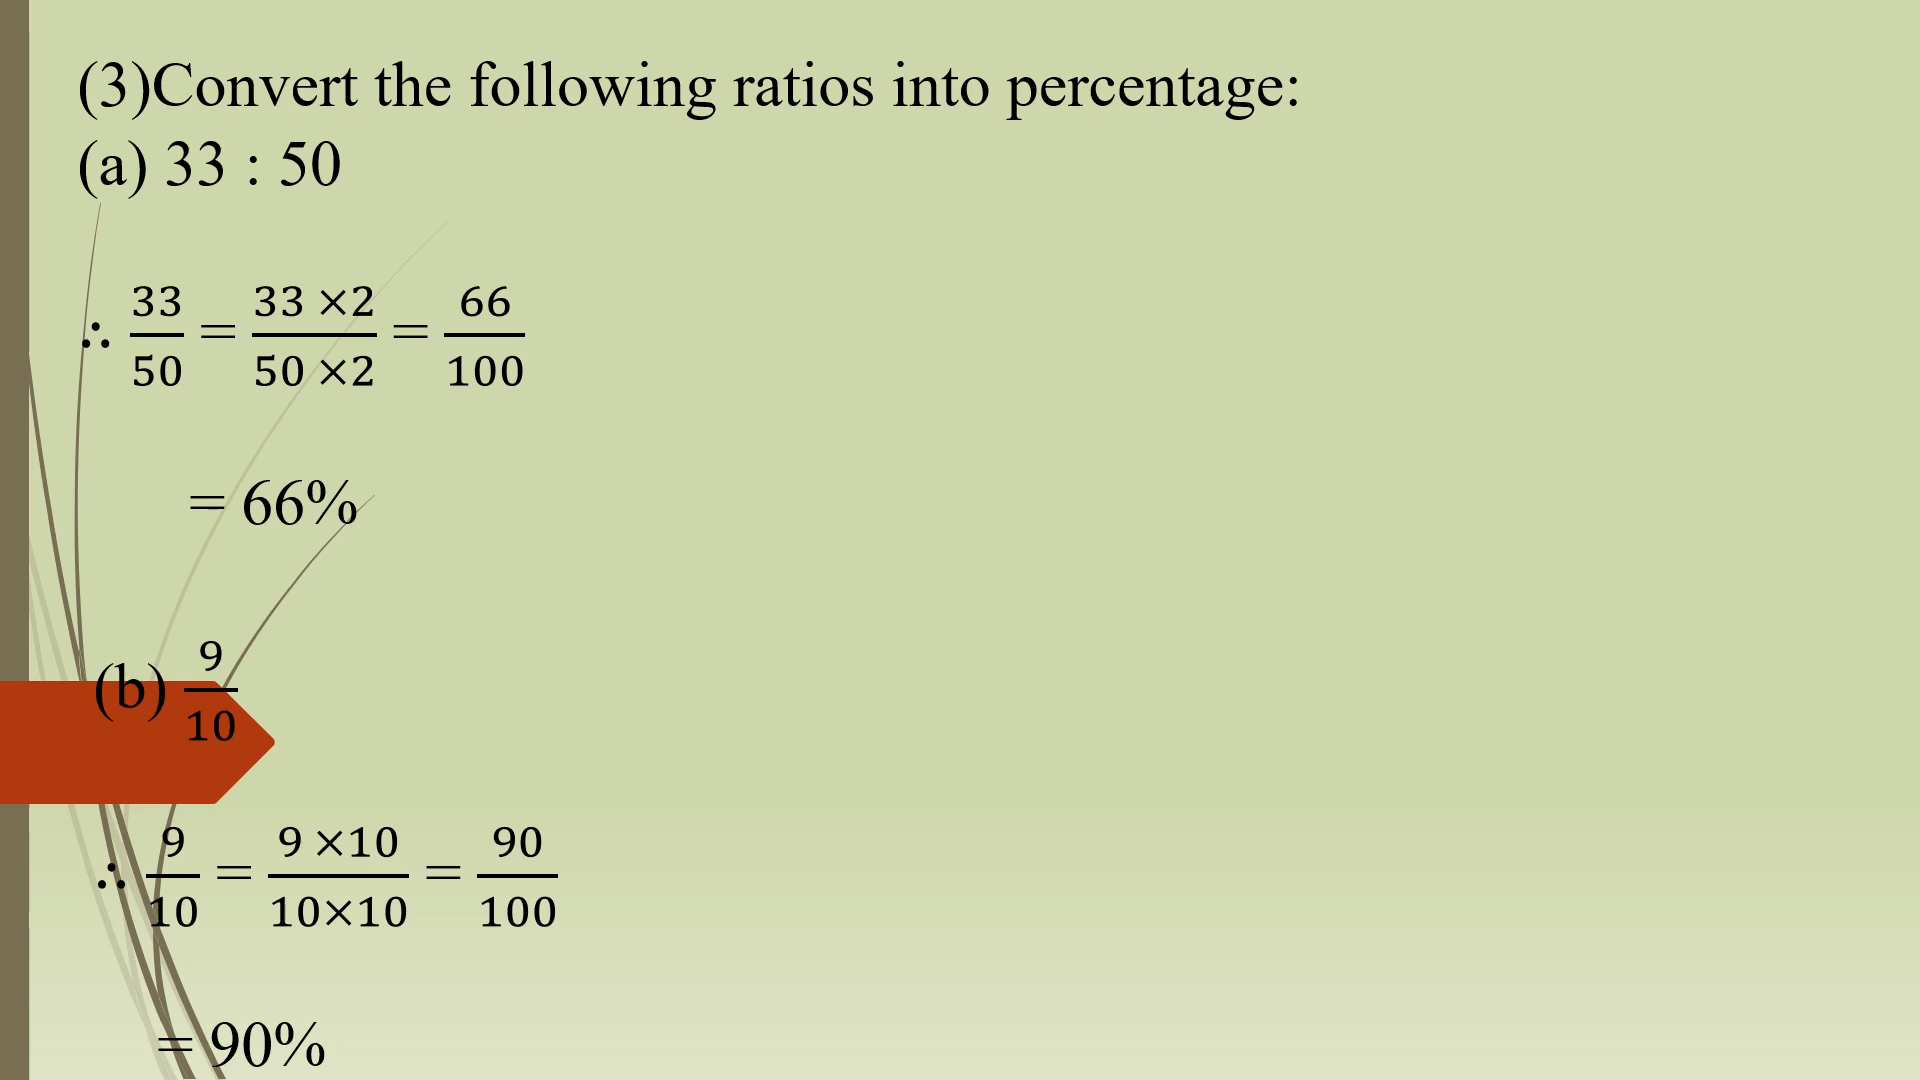 (3)Convert the following ratios into percentage:
(a) 33 : 50
∴ 33/50 = 33 ×2/50 ×2 = 66/100
= 66%
(b) 9/10
∴ 9/10 = 9 ×10/10×10 = 90/100
= 90%